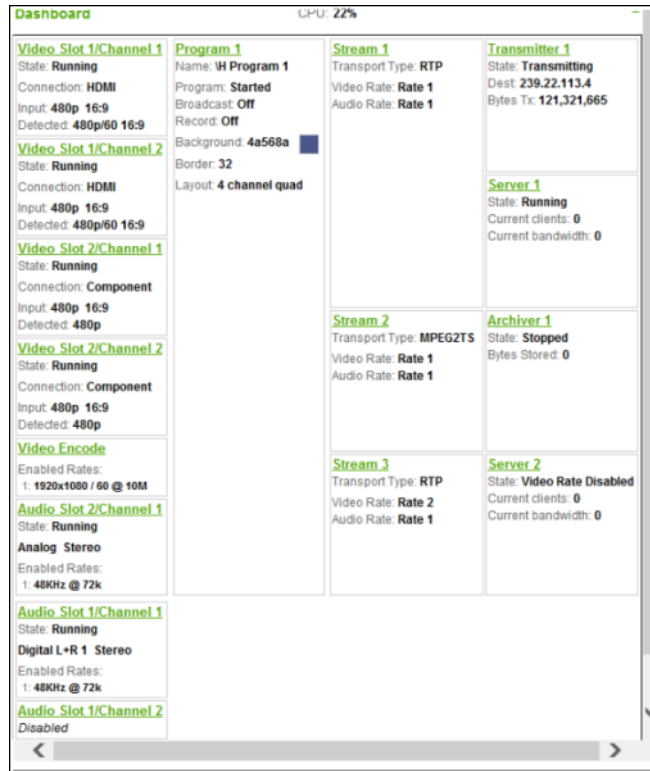 Dashboard
CPU: 22%
Video Slot 1/Channel 1
State: Running
Connection: HDMI
Input: 480p 16:9
Detected: 480p/60 16:9
Video Slot 1/Channel 2
State: Running
Connection: HDMI
Input: 480p 16:9
Detected: 480p/60 16:9
Video Slot 2/Channel 1
State: Running
Connection: Component
Input: 480p 16:9
Detected: 480p
Video Slot 2/Channel 2
State: Running
Connection: Component
Input: 480p 16:9
Detected: 480p
Video Encode
Enabled Rates:
1: 1920x1080 / 60 @ 10M
Audio Slot 2/Channel 1
State: Running
Analog Stereo
Enabled Rates:
1: 48KHz @ 72k
Audio Slot 1/Channel 1
State: Running
Digital L+R 1 Stereo
Enabled Rates:
1: 48KHz @ 72k
Audio Slot 1/Channel 2
Disabled
Program 1
Name: \H Program 1
Program: Started
Broadcast: Off
Record: Off
Background: 4a568a
Border: 32
Layout: 4 channel quad
Stream 1
Transport Type: RTP
Video Rate: Rate 1
Audio Rate: Rate 1
Stream 2
Transport Type: MPEG2TS
Video Rate: Rate 1
Audio Rate: Rate 1
Stream 3
Transport Type: RTP
Video Rate: Rate 2
Audio Rate: Rate 1
Transmitter 1
State: Transmitting
Dest: 239.22.113.4
Bytes Tx: 121,321,665
Server 1
State: Running
Current clients: 0
Current bandwidth: 0
Archiver 1
State: Stopped
Bytes Stored: 0
Server 2
State: Video Rate Disabled
Current clients: 0
Current bandwidth: 0